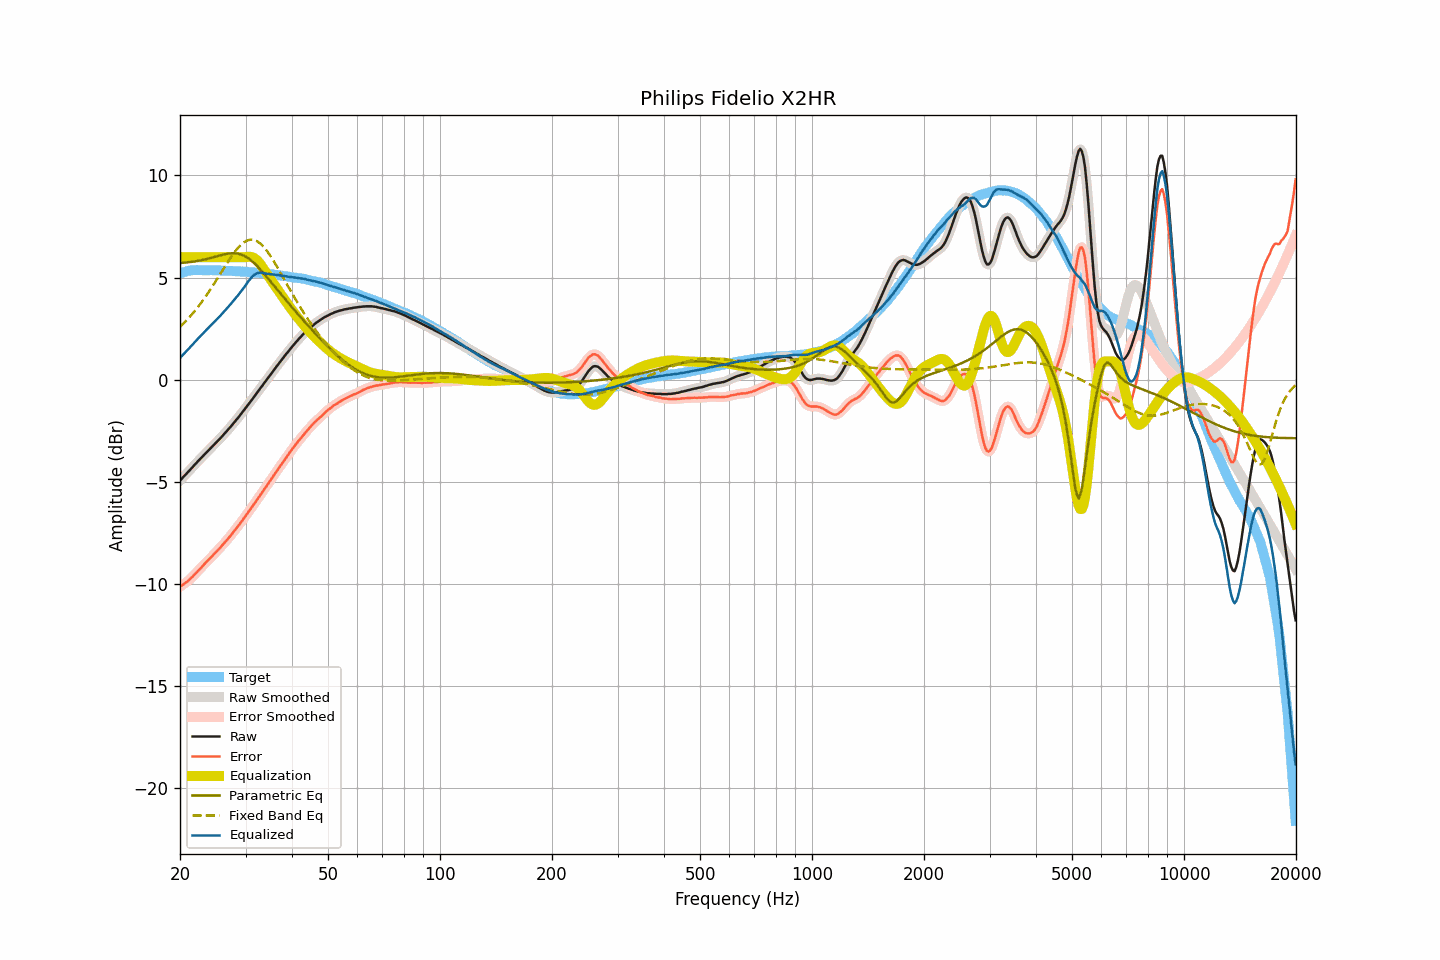 Philips Fidelio X2HR
10
5
0
−5
−10
−15
−20
Amplitude (dBr)
Target
Raw Smoothed
Error Smoothed
Raw
Error
Equalization
Parametric Eq
Fixed Band Eq
Equalized
20 50 100 200 500 1000 2000 5000 10000 20000
Frequency (Hz)